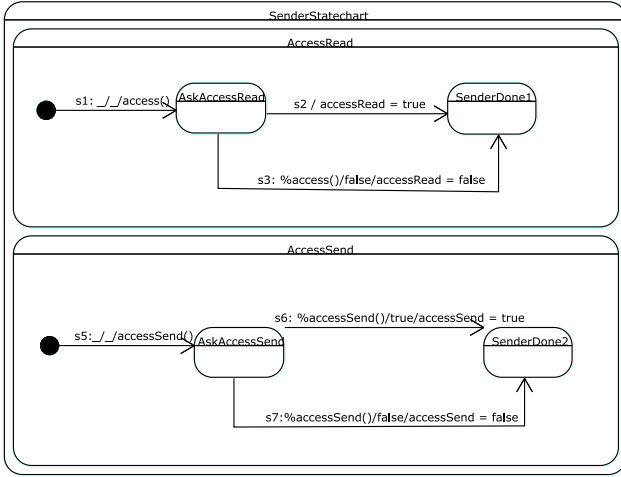 SenderStatechart
AccessRead
s1: _/_/access()
AskAccessRead
s2 / accessRead = true
SenderDone1
s3: %access()/false/accessRead = false
AccessSend
s5:_/_/accessSend()
AskAccessSend
s6: %accessSend()/true/accessSend = true
SenderDone2
s7:%accessSend()/false/accessSend = false